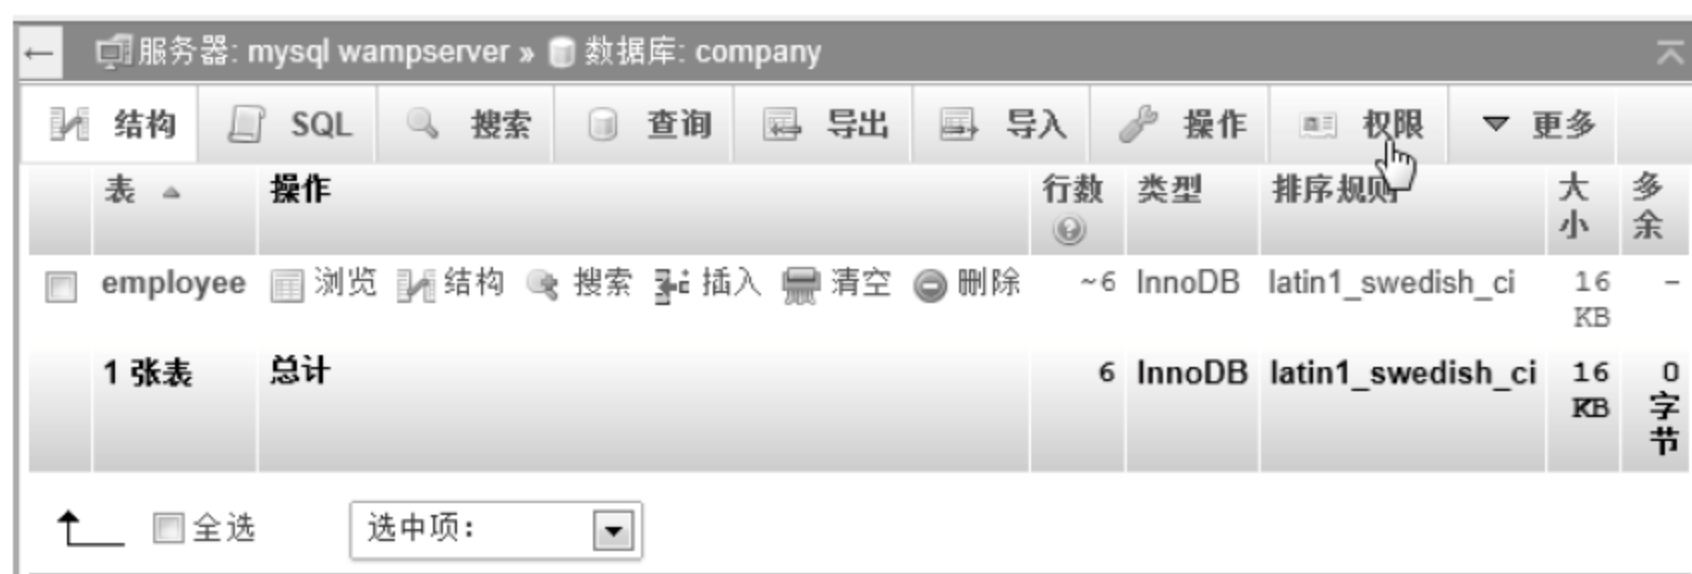 ← 服务器: mysql wampserver » 数据库: company
结构 SQL 搜索 查询 导出 导入 操作 权限 更多
表 操作 行数 类型 排序规则 大小 多余
employee 浏览 结构 搜索 插入 清空 删除 ~6 InnoDB latin1_swedish_ci 16 KB -
1 张表 总计 6 InnoDB latin1_swedish_ci 16 KB 0 字节
全选 选中项: